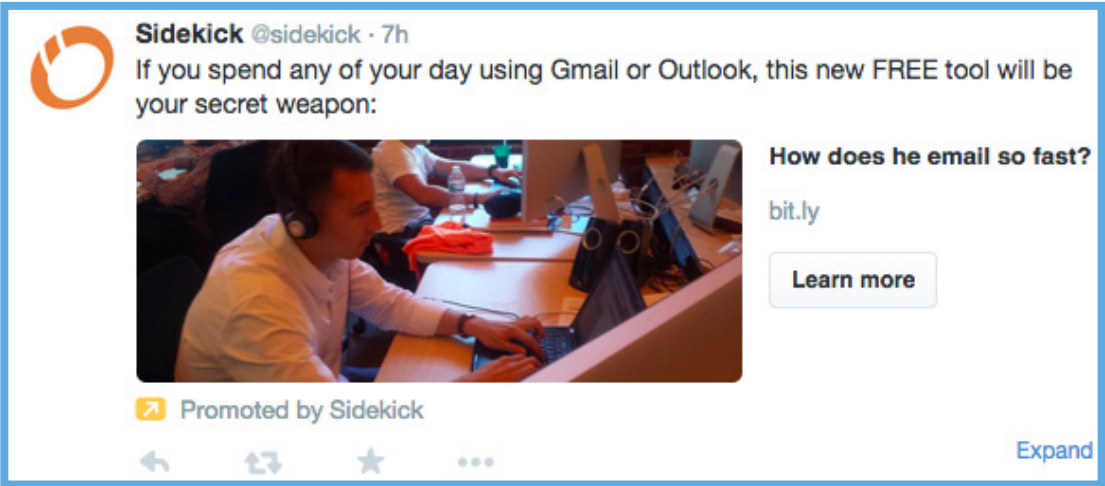 Sidekick @sidekick · 7h
If you spend any of your day using Gmail or Outlook, this new FREE tool will be
your secret weapon:
How does he email so fast?
bit.ly
Learn more
Promoted by Sidekick
Expand